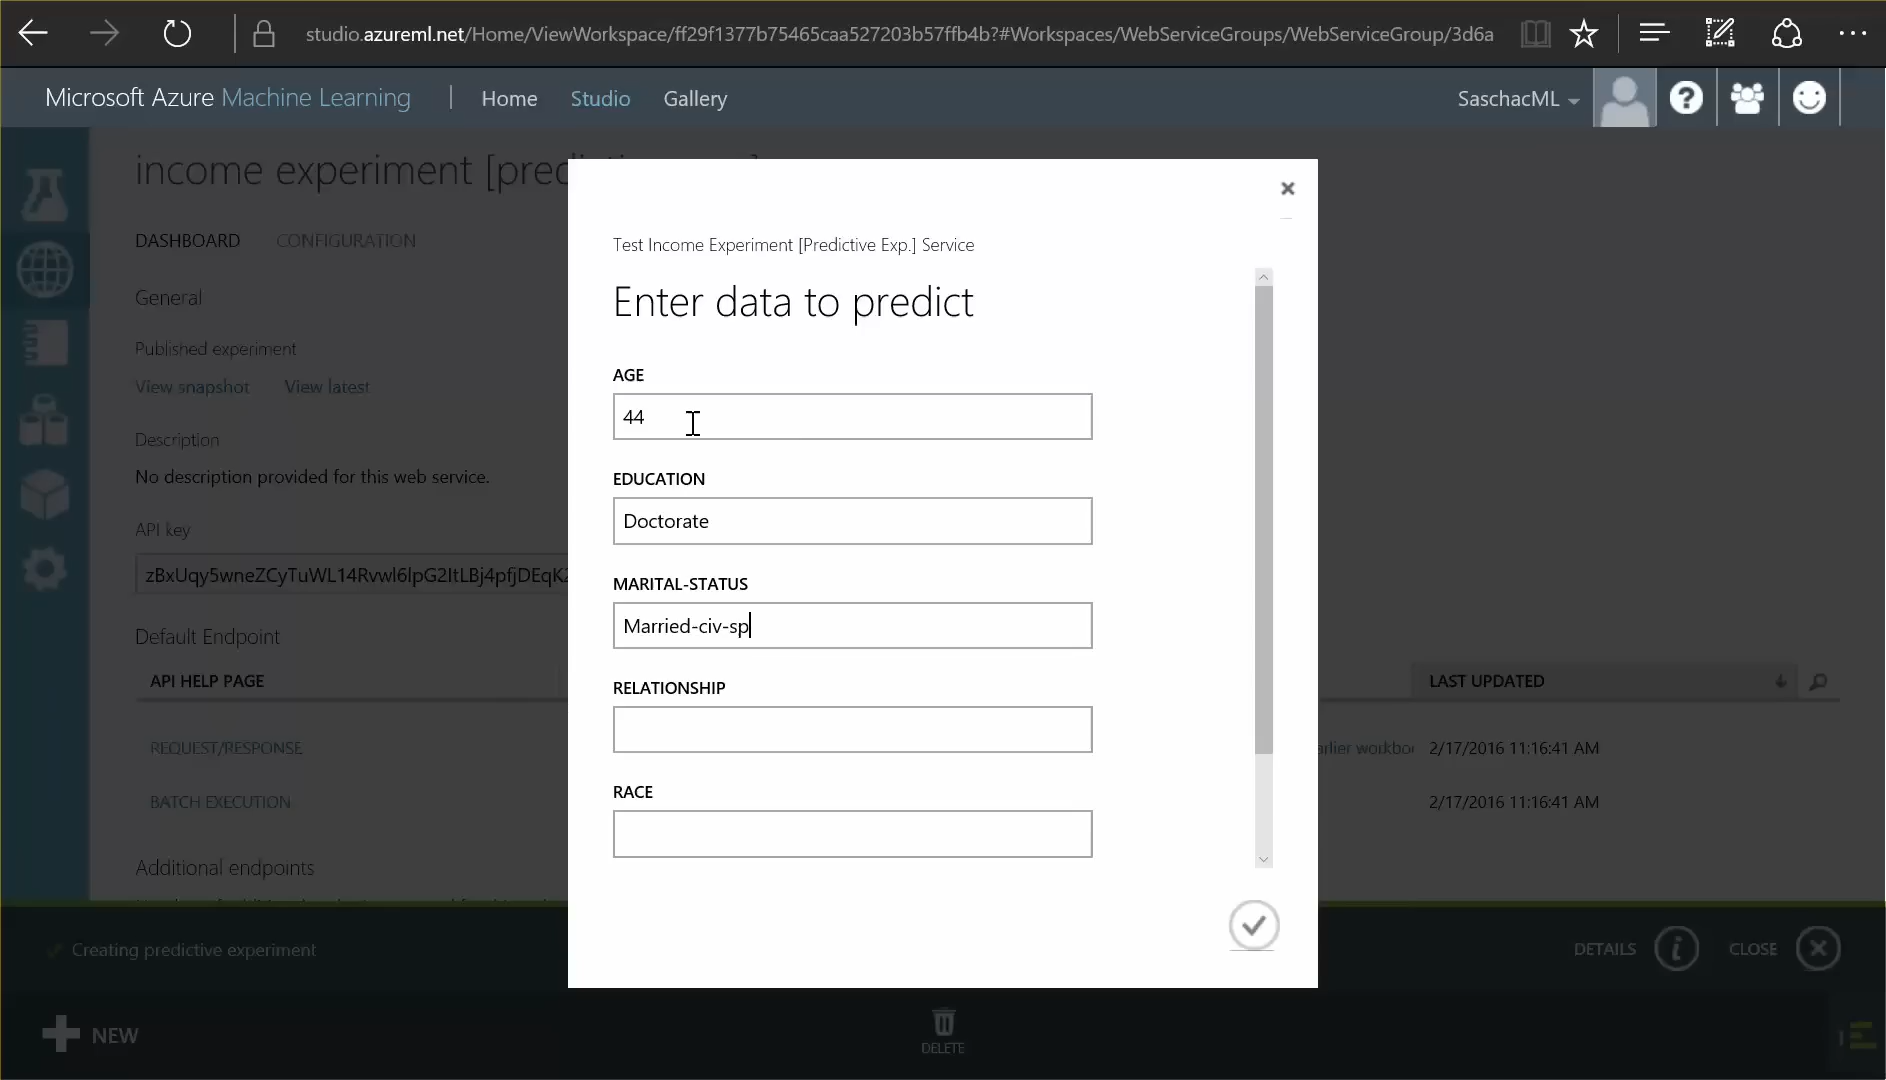 studio.azureml.net/Home/ViewWorkspace/ff29f1377b75465caa527203b57ffb4b?#Workspaces/WebServiceGroups/WebServiceGroup/3d6a
Microsoft Azure Machine Learning | Home Studio Gallery SaschacML
income experiment
DASHBOARD CONFIGURATION
General
Published experiment
View snapshot View latest
Description
No description provided for this web service.
API key
zBxUqy5wneZCyTuWL14Rvwl6lpG2ItLBj4pfjDEqK
Default Endpoint
API HELP PAGE LAST UPDATED
REQUEST/RESPONSE 2/17/2016 11:16:41 AM
BATCH EXECUTION 2/17/2016 11:16:41 AM
Additional endpoints
Test Income Experiment [Predictive Exp.] Service
Enter data to predict
AGE
44
EDUCATION
Doctorate
MARITAL-STATUS
Married-civ-sp
RELATIONSHIP
RACE
Creating predictive experiment DETAILS CLOSE
NEW DELETE